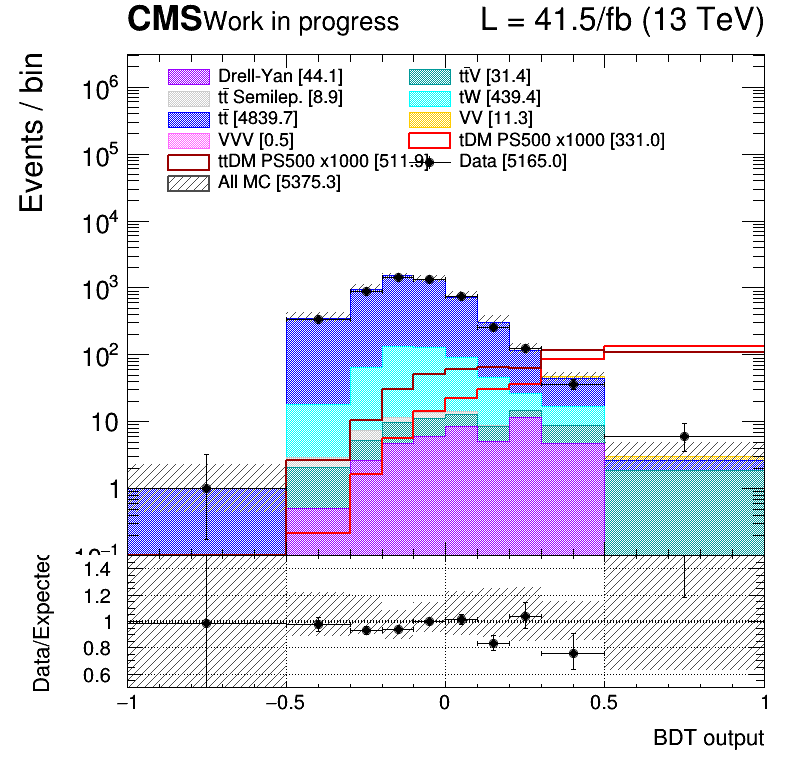 CMS Work in progress L = 41.5/fb (13 TeV)
Events / bin
Drell-Yan [44.1] tt̄V [31.4]
tt̄ Semilep. [8.9] tW [439.4]
tt̄ [4839.7] VV [11.3]
VVV [0.5] tDM PS500 x1000 [331.0]
ttDM PS500 x1000 [511.9] Data [5165.0]
All MC [5375.3]
10⁶
10⁵
10⁴
10³
10²
10
1
10⁻¹
Data/Expected
1.4
1.2
1
0.8
0.6
−1 −0.5 0 0.5 1
BDT output